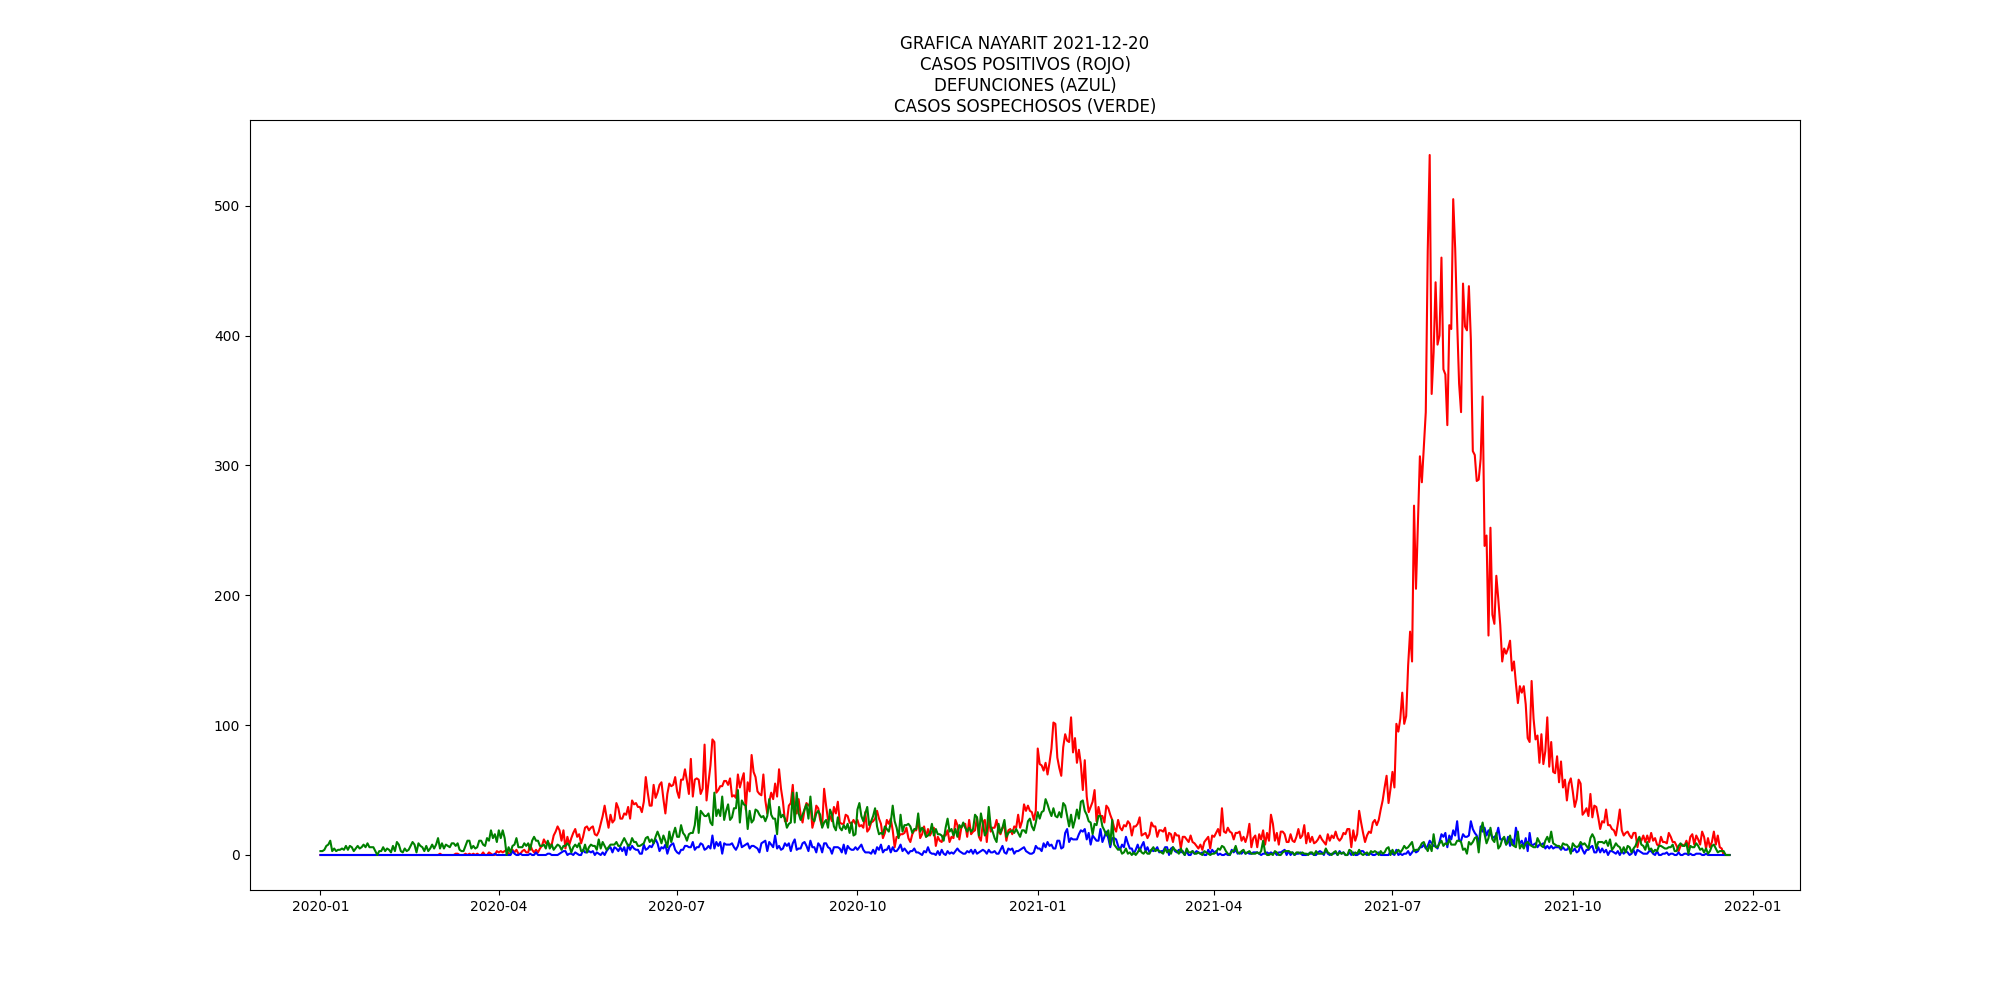 GRAFICA NAYARIT 2021-12-20
CASOS POSITIVOS (ROJO)
DEFUNCIONES (AZUL)
CASOS SOSPECHOSOS (VERDE)
500
400
300
200
100
0
2020-01 2020-04 2020-07 2020-10 2021-01 2021-04 2021-07 2021-10 2022-01